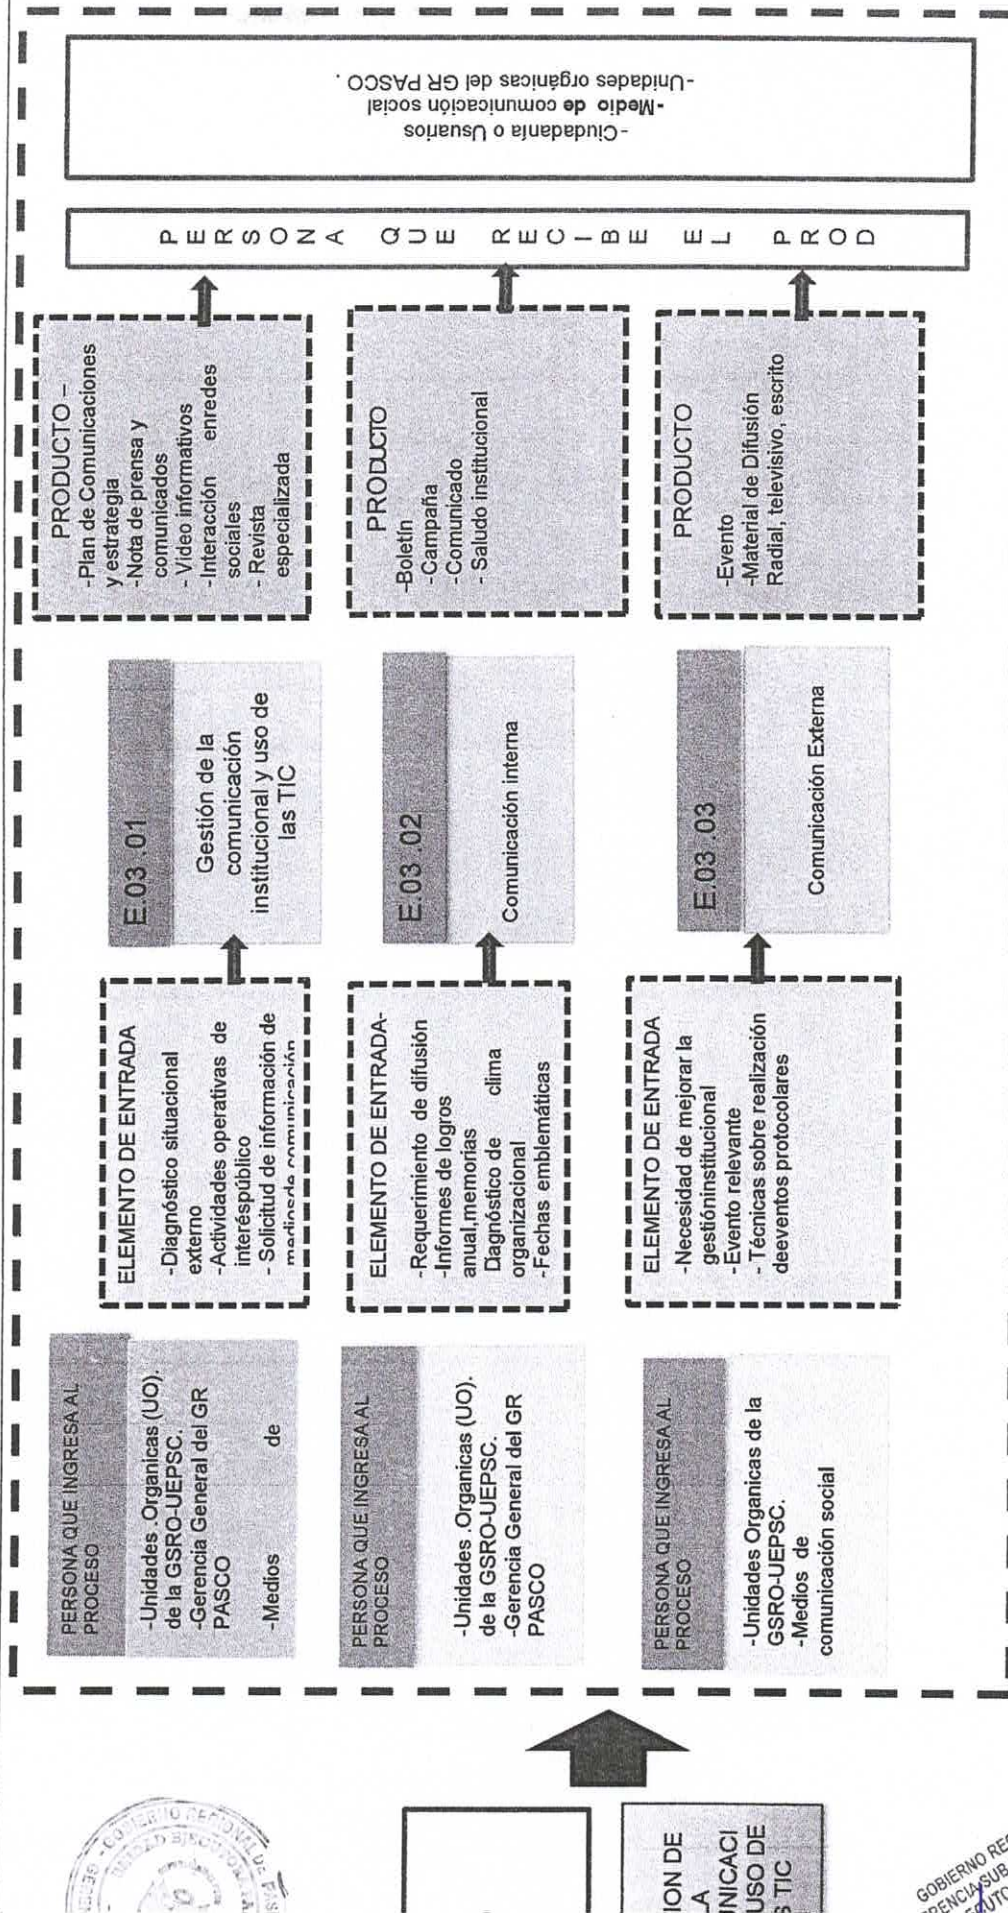 ION DE
LA
NICACI
USO DE
S TIC
PERSONA QUE INGRESA AL
PROCESO
-Unidades .Organicas (UO).
de la GSRO-UEPSC.
-Gerencia General del GR
PASCO
-Medios de
ELEMENTO DE ENTRADA
-Diagnóstico situacional
externo
-Actividades operativas de
interéspúblico
- Solicitud de información de
mediosde comunicación
E.03 .01
Gestión de la
comunicación
institucional y uso de
las TIC
PRODUCTO –
-Plan de Comunicaciones
y estrategia
-Nota de prensa y
comunicados
- Video informativos
-Interacción enredes
sociales
- Revista
especializada
PERSONA QUE INGRESA AL
PROCESO
-Unidades .Organicas (UO).
de la GSRO-UEPSC.
-Gerencia General del GR
PASCO
ELEMENTO DE ENTRADA-
-Requerimiento de difusión
-Informes de logros
anual,memorias
Diagnóstico de clima
organizacional
-Fechas emblemáticas
E.03 .02
Comunicación interna
PRODUCTO
-Boletín
-Campaña
-Comunicado
- Saludo institucional
PERSONA QUE INGRESA AL
PROCESO
-Unidades Organicas de la
GSRO-UEPSC.
-Medios de
comunicación social
ELEMENTO DE ENTRADA
- Necesidad de mejorar la
gestióninstitucional
-Evento relevante
- Técnicas sobre realización
deeventos protocolares
E.03 .03
Comunicación Externa
PRODUCTO
-Evento
-Material de Difusión
Radial, televisivo, escrito
PERSONA QUE RECIBE EL PROD
-Ciudadanía o Usuarios
-Medio de comunicación social
-Unidades orgánicas del GR PASCO .
GOBIERNO REGIONAL DE PAS
GOBIERNO RE